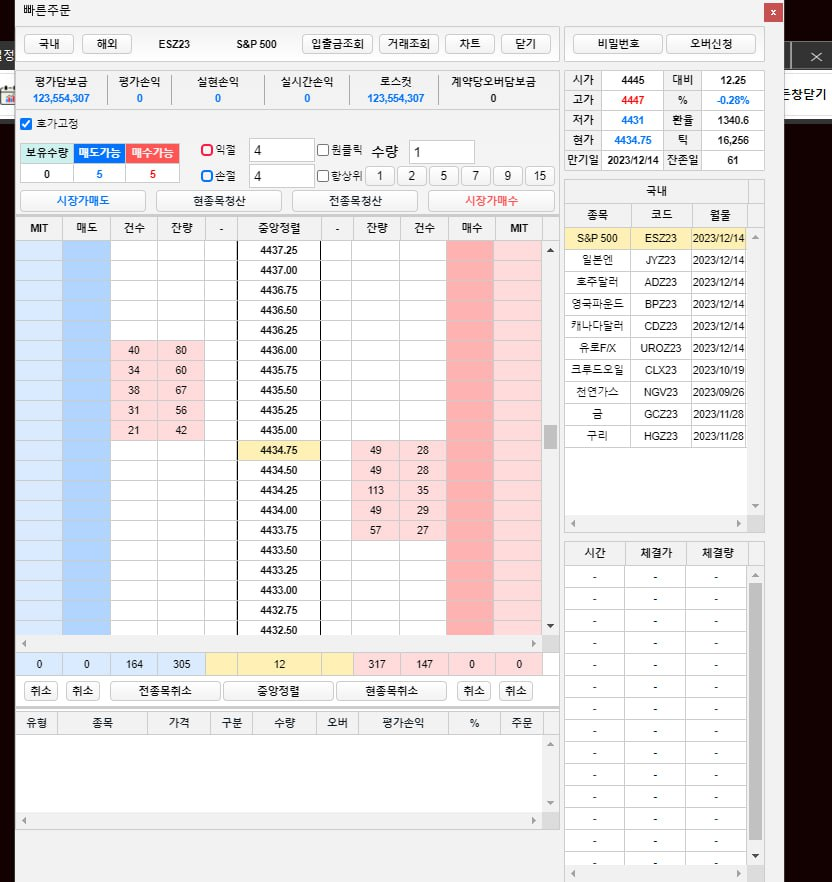 빠른주문
x
국내 해외 ESZ23 S&P 500 입출금조회 거래조회 차트 닫기
비밀번호 오버신청
평가담보금 평가손익 실현손익 실시간손익 로스컷 계약당오버담보금
123,554,307 0 0 0 123,554,307 0
시가 4445 대비 12.25
고가 4447 % -0.28%
저가 4431 환율 1340.6
현가 4434.75 틱 16,256
만기일 2023/12/14 잔존일 61
호가고정
보유수량 매도가능 매수가능
0 5 5
익절 4 원클릭 수량 1
손절 4 항상위 1 2 5 7 9 15
시장가매도 현종목청산 전종목청산 시장가매수
MIT 매도 건수 잔량 - 중앙정렬 - 잔량 건수 매수 MIT
4437.25
4437.00
4436.75
4436.50
4436.25
40 80 4436.00
34 60 4435.75
38 67 4435.50
31 56 4435.25
21 42 4435.00
4434.75 49 28
4434.50 49 28
4434.25 113 35
4434.00 49 29
4433.75 57 27
4433.50
4433.25
4433.00
4432.75
4432.50
0 0 164 305 12 317 147 0 0
취소 취소 전종목취소 중앙정렬 현종목취소 취소 취소
유형 종목 가격 구분 수량 오버 평가손익 % 주문
국내
종목 코드 월물
S&P 500 ESZ23 2023/12/14
일본엔 JYZ23 2023/12/14
호주달러 ADZ23 2023/12/14
영국파운드 BPZ23 2023/12/14
캐나다달러 CDZ23 2023/12/14
유로F/X UROZ23 2023/12/14
크루드오일 CLX23 2023/10/19
천연가스 NGV23 2023/09/26
금 GCZ23 2023/11/28
구리 HGZ23 2023/11/28
시간 체결가 체결량
- - -
- - -
- - -
- - -
- - -
- - -
- - -
- - -
- - -
- - -
- - -
- - -
- - -
- - -
창닫기